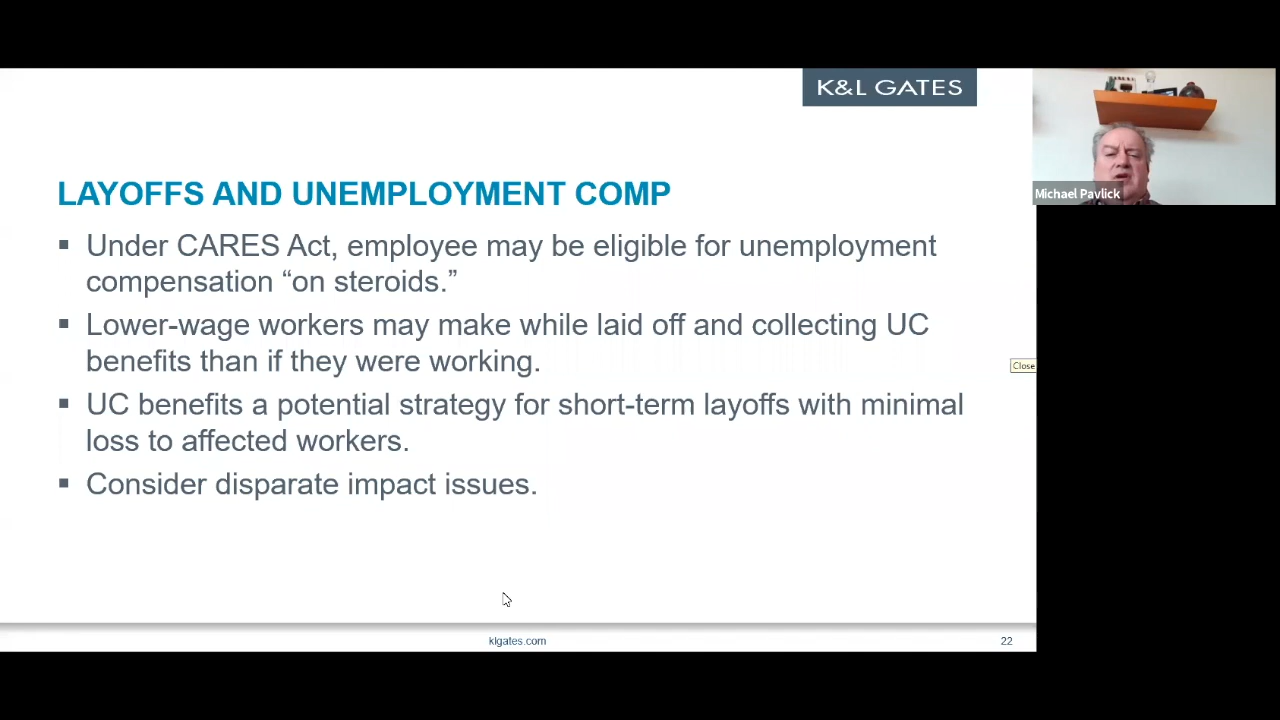 K&L GATES
LAYOFFS AND UNEMPLOYMENT COMP
▪ Under CARES Act, employee may be eligible for unemployment
compensation “on steroids.”
▪ Lower-wage workers may make while laid off and collecting UC
benefits than if they were working.
▪ UC benefits a potential strategy for short-term layoffs with minimal
loss to affected workers.
▪ Consider disparate impact issues.
klgates.com
22
Michael Pavlick
Close